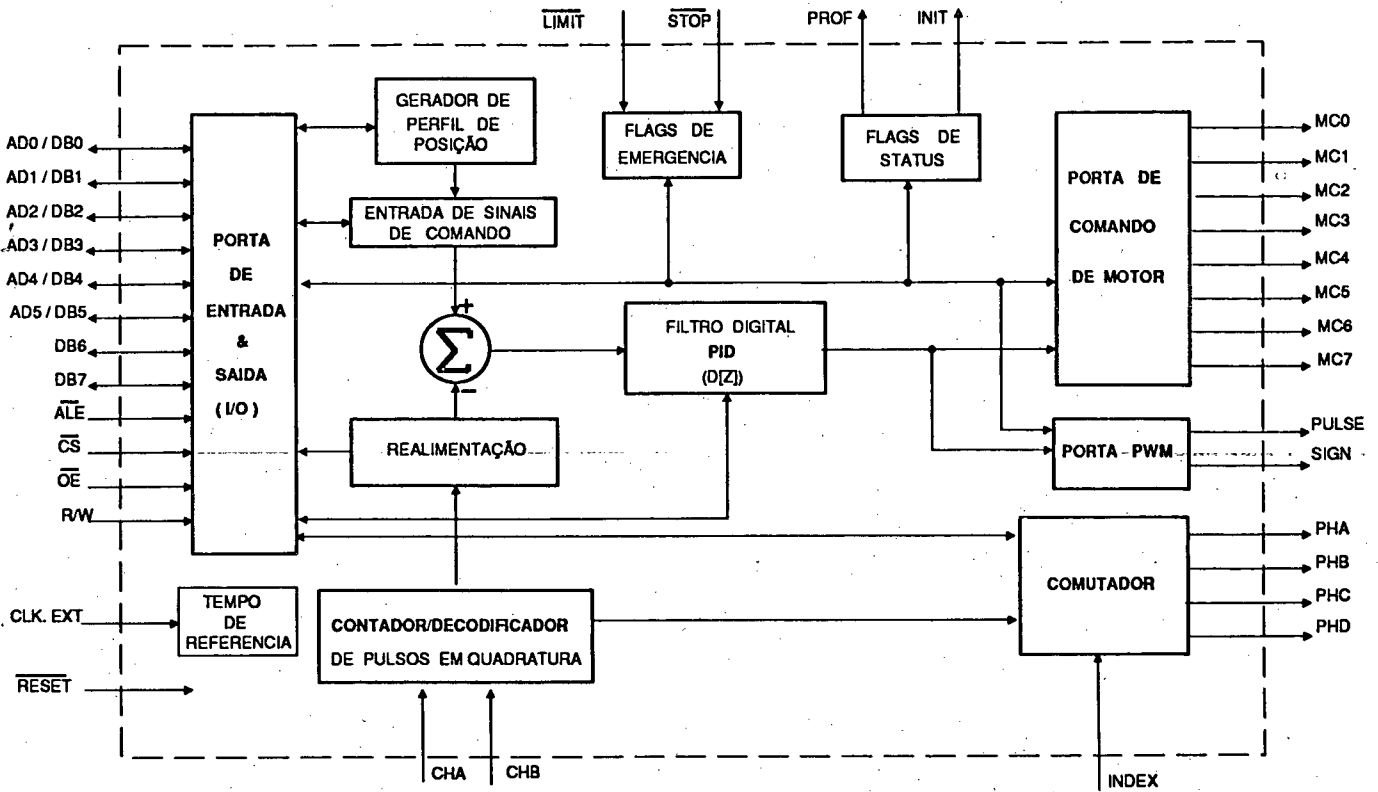 LIMIT
STOP
PROF
INIT
GERADOR DE
PERFIL DE
POSIÇÃO
FLAGS DE
EMERGENCIA
FLAGS DE
STATUS
ENTRADA DE SINAIS
DE COMANDO
AD0 / DB0
AD1 / DB1
AD2 / DB2
AD3 / DB3
AD4 / DB4
AD5 / DB5
DB6
DB7
ALE
CS
OE
R/W
CLK. EXT
RESET
PORTA
DE
ENTRADA
&
SAIDA
( I/O )
+
Σ
-
FILTRO DIGITAL
PID
(D[Z])
REALIMENTAÇÃO
PORTA DE
COMANDO
DE MOTOR
MC0
MC1
MC2
MC3
MC4
MC5
MC6
MC7
PORTA PWM
PULSE
SIGN
COMUTADOR
PHA
PHB
PHC
PHD
TEMPO
DE
REFERENCIA
CONTADOR/DECODIFICADOR
DE PULSOS EM QUADRATURA
CHA
CHB
INDEX